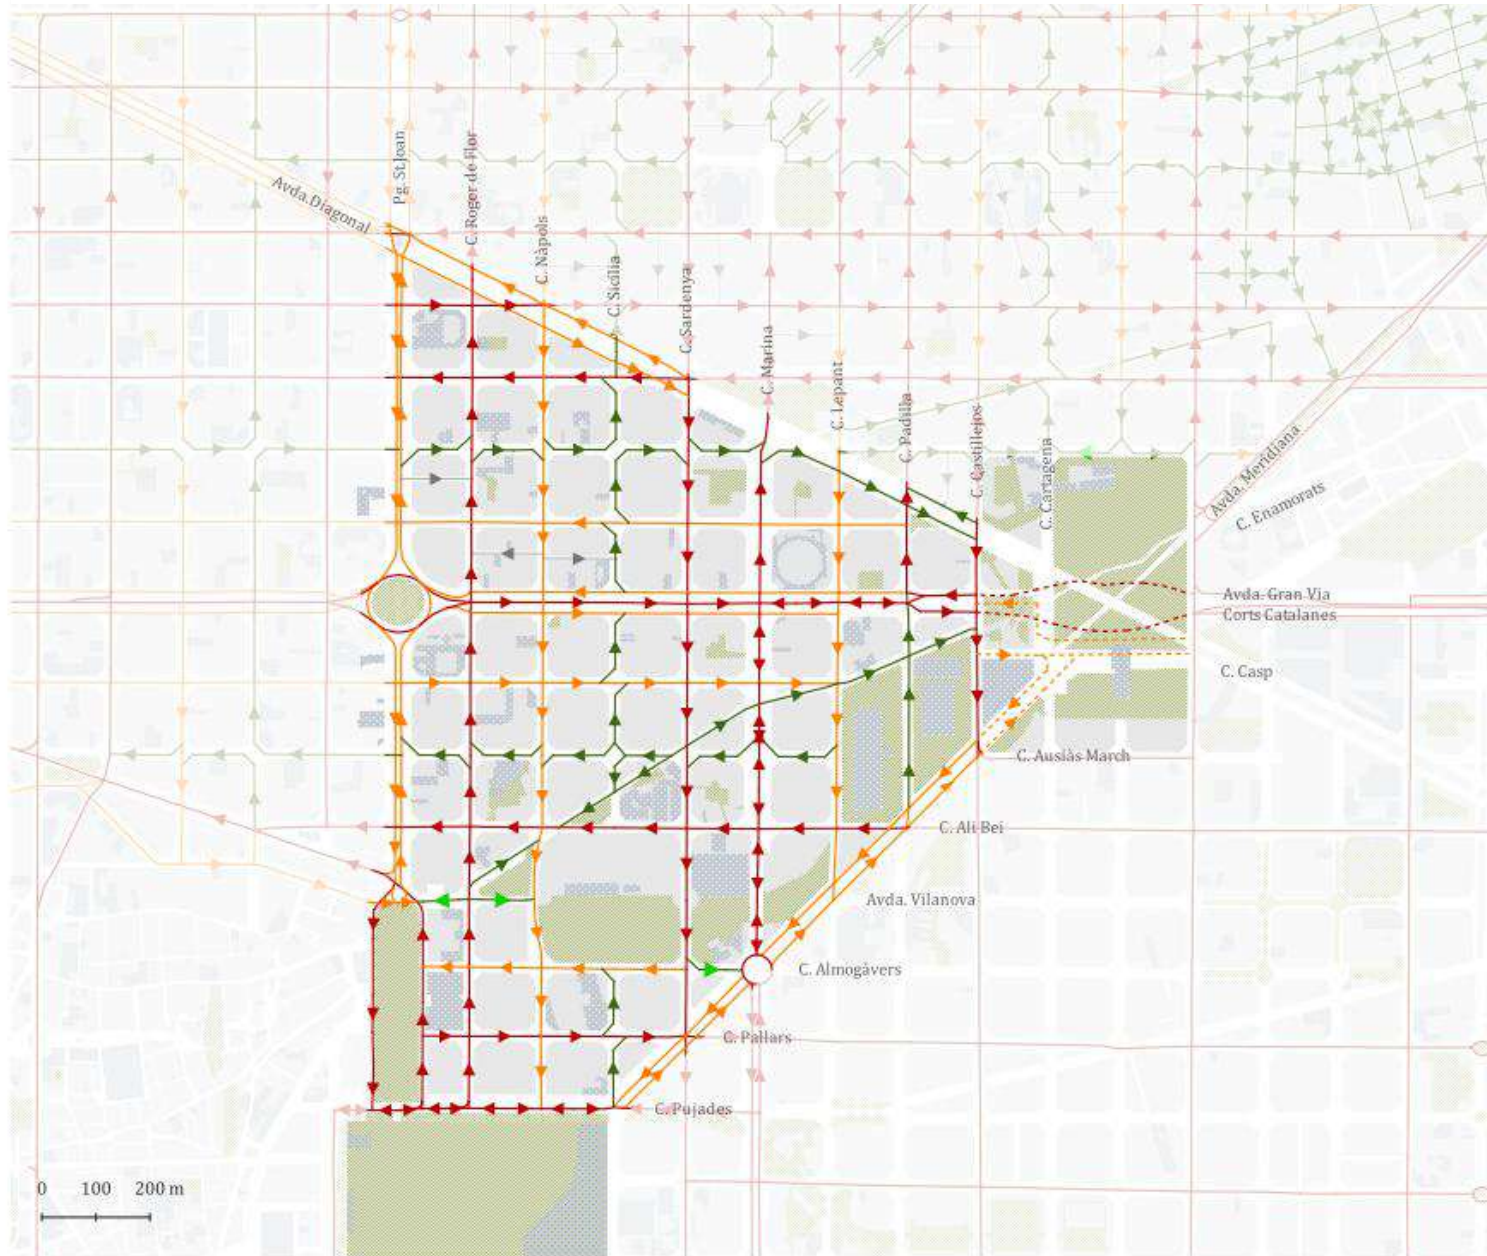 Pg. St.Joan
C. Roger de Flor
Avda.Diagonal
C. Nàpols
C. Sicília
C. Sardenya
C. Marina
C. Lepant
C. Padilla
C. Castillejos
C. Cartagena
Avda. Meridiana
C. Enamorats
Avda. Gran Via
Corts Catalanes
C. Casp
C. Ausiàs March
C. Ali Bei
Avda. Vilanova
C. Almogàvers
C. Pallars
C. Pujades
0 100 200 m